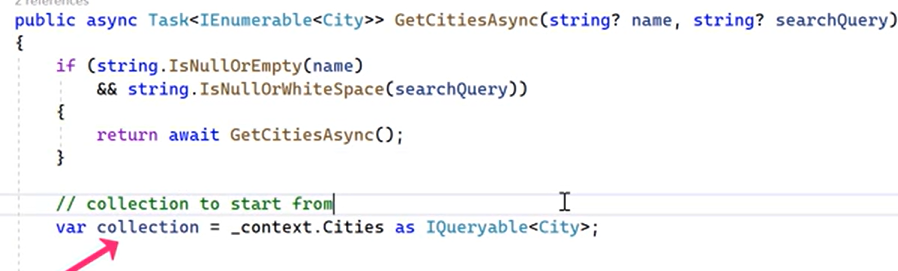 2 references
public async Task<IEnumerable<City>> GetCitiesAsync(string? name, string? searchQuery)
{
if (string.IsNullOrEmpty(name)
&& string.IsNullOrWhiteSpace(searchQuery))
{
return await GetCitiesAsync();
}
// collection to start from
var collection = _context.Cities as IQueryable<City>;